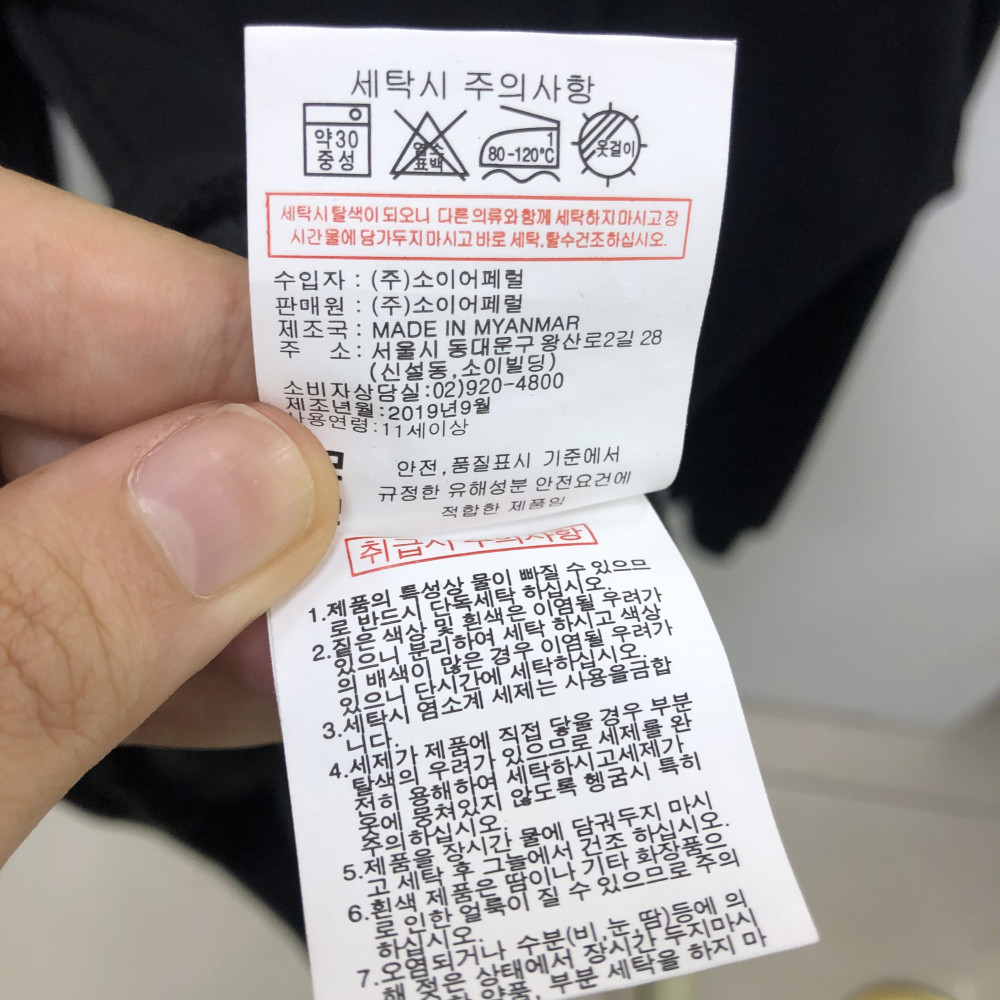 세탁시 주의사항
약30
중성
염소
표백
1
80-120℃
옷걸이
세탁시 탈색이 되오니 다른 의류와 함께 세탁하지 마시고 장
시간 물에 담가두지 마시고 바로 세탁, 탈수건조하십시오.
수입자 : (주)소이어페럴
판매원 : (주)소이어페럴
제조국 : MADE IN MYANMAR
주 소 : 서울시 동대문구 왕산로2길 28
(신설동,소이빌딩)
소비자상담실:02)920-4800
제조년월:2019년9월
사용연령:11세이상
안전,품질표시 기준에서
규정한 유해성분 안전요건에
적합한 제품임
취급시 주의사항
1.제품의 특성상 물이 빠질 수 있으므
로 반드시 단독세탁 하십시오.
2.짙은 색상 및 흰색은 이염될 우려가
있으니 분리하여 세탁 하시고 색상
의 배색이 많은 경우 이염될 우려가
있으니 단시간에 세탁하십시오.
3.세탁시 염소계 세제는 사용을금합
니다.
4.세제가 제품에 직접 닿을 경우 부분
탈색의 우려가 있으므로 세제를 완
전히 용해하여 세탁하시고세제가
옷에 뭉쳐있지 않도록 헹굼시 특히
주의하십시오.
5.제품을 장시간 물에 담궈두지 마시
고 세탁 후 그늘에서 건조 하십시오.
6.흰색 제품은 땀이나 기타 화장품으
로 인한 얼룩이 질 수 있으므로 주의
하십시오.
7.오염되거나 수분(비,눈,땀)등에 의
해 젖은 상태에서 장시간 두지마시
약품, 부분 세탁을 하지 마